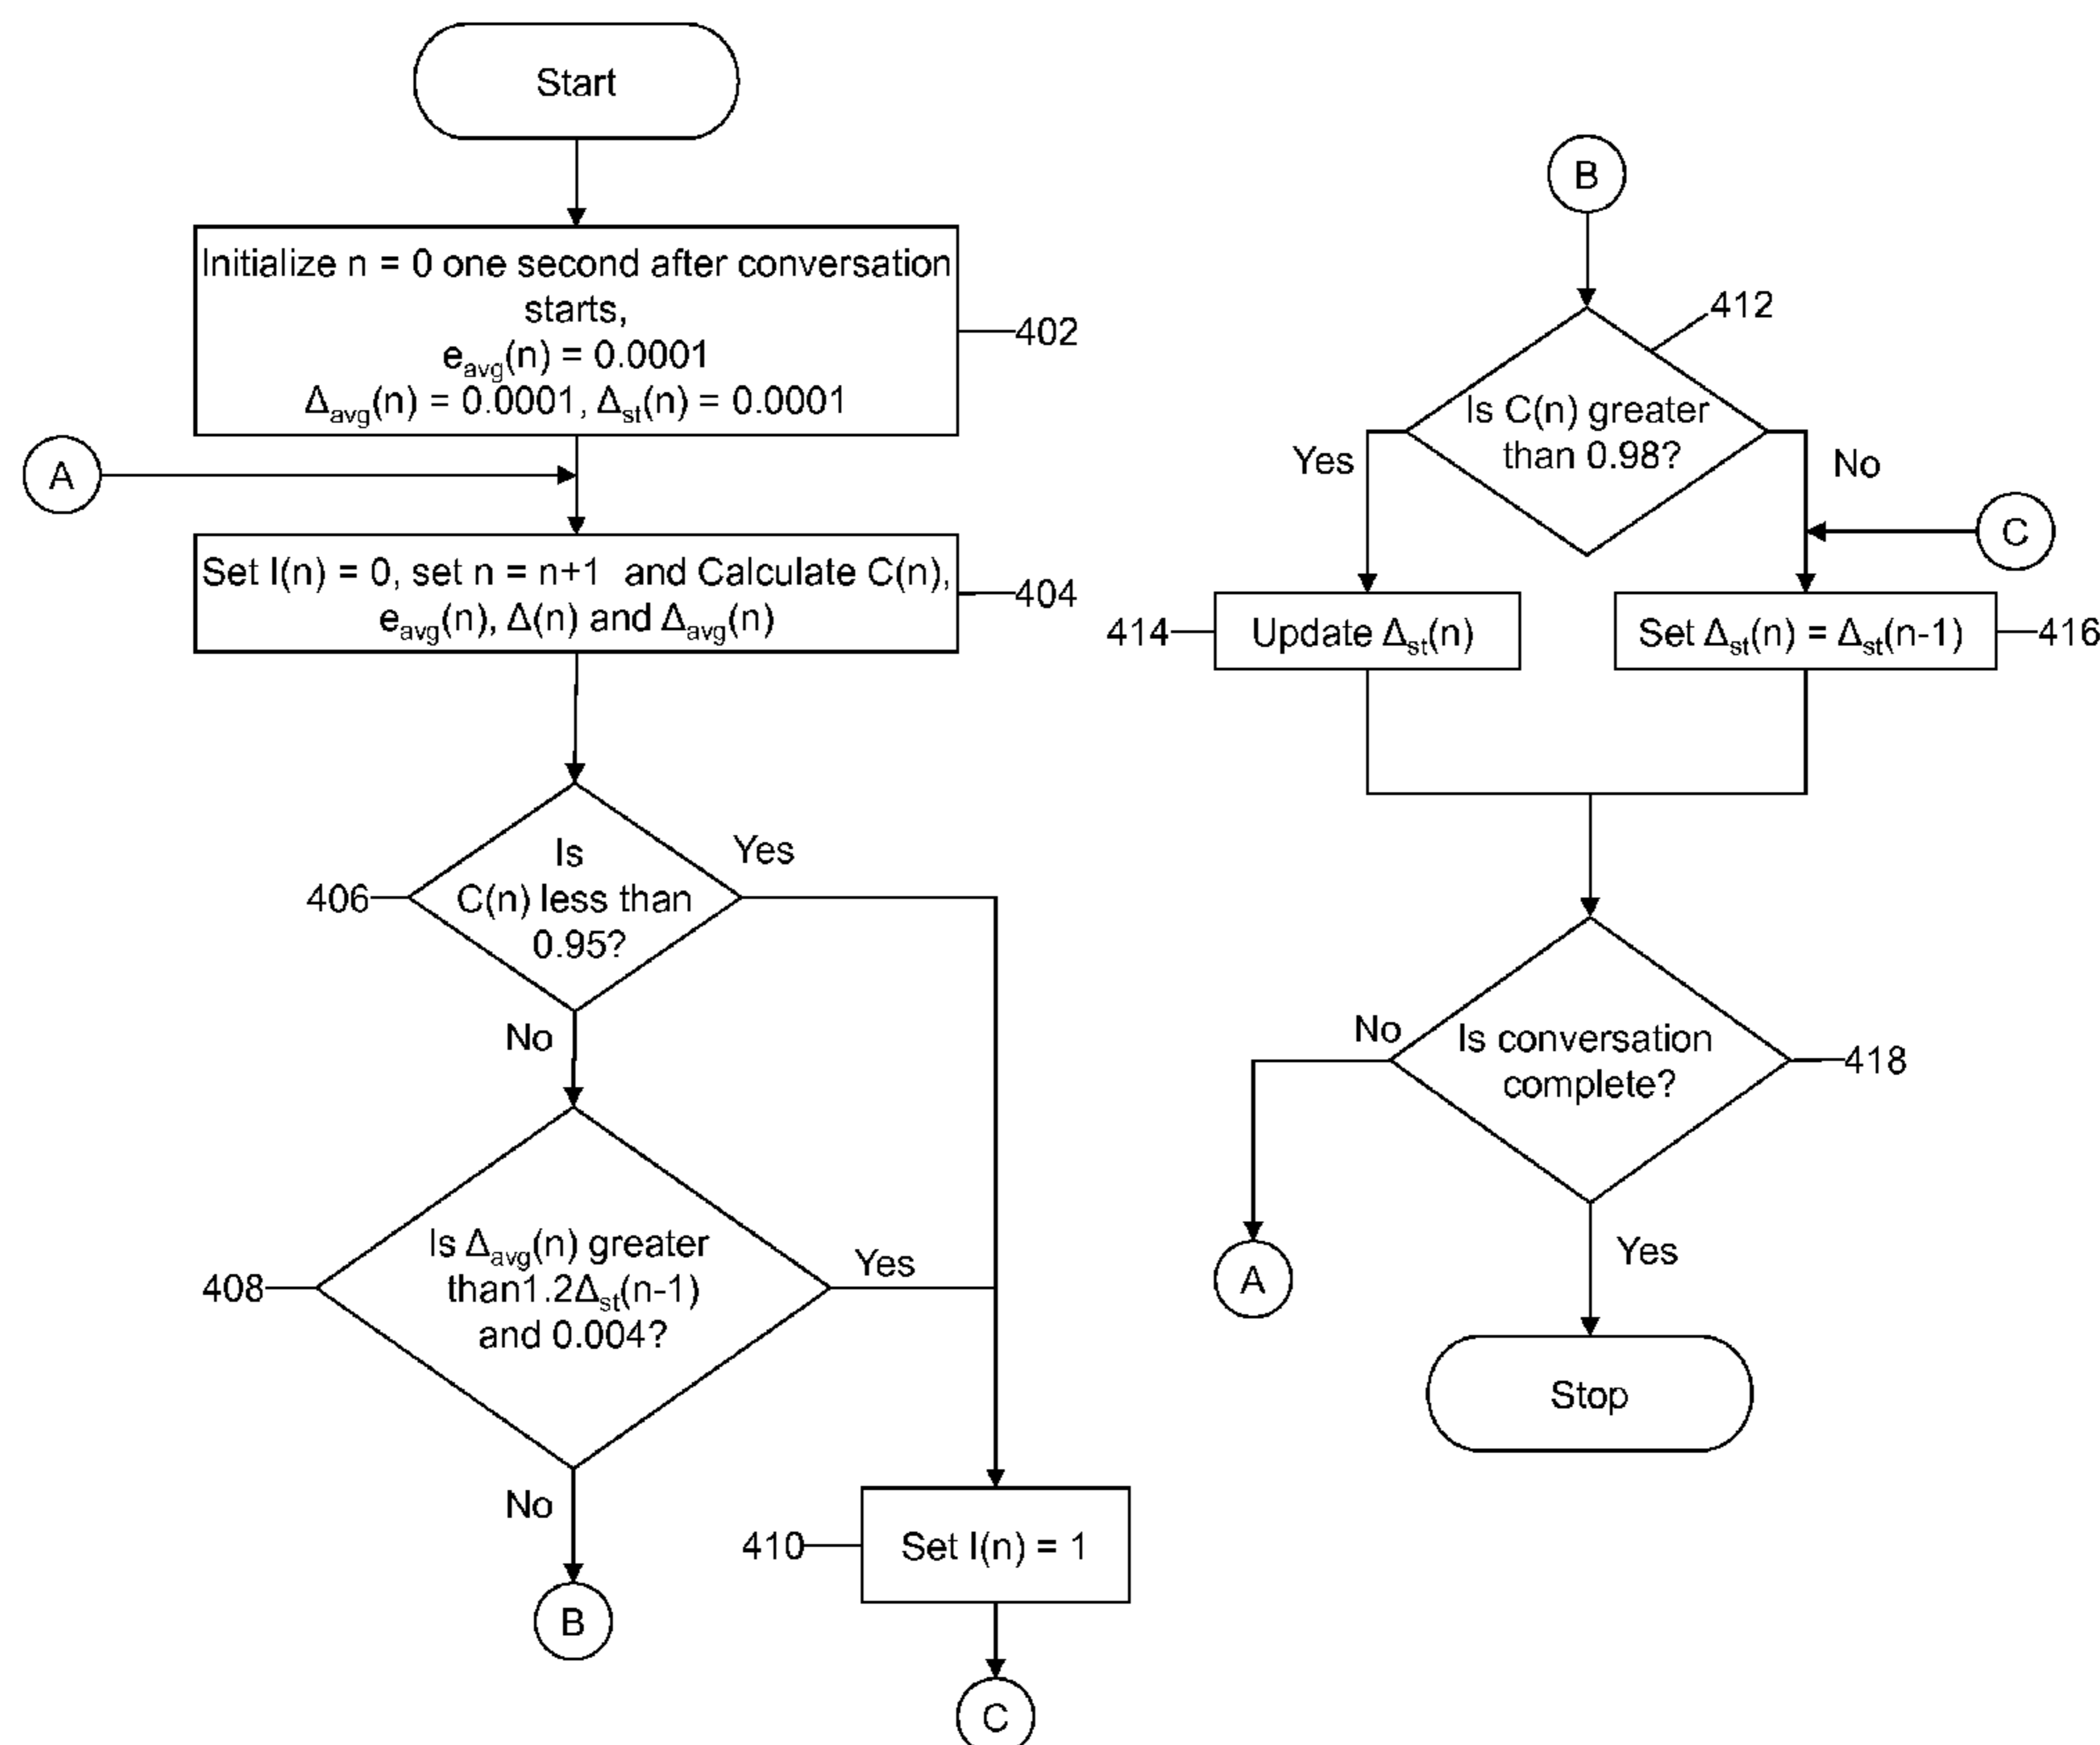 Start
Initialize n = 0 one second after conversation
starts,
eavg(n) = 0.0001
Δavg(n) = 0.0001, Δst(n) = 0.0001
402
A
Set I(n) = 0, set n = n+1 and Calculate C(n),
eavg(n), Δ(n) and Δavg(n)
404
Is
C(n) less than
0.95?
406
Yes
No
Is Δavg(n) greater
than1.2Δst(n-1)
and 0.004?
408
Yes
No
B
410
Set I(n) = 1
C
B
412
Is C(n) greater
than 0.98?
Yes
No
C
414
Update Δst(n)
Set Δst(n) = Δst(n-1)
416
Is conversation
complete?
418
No
A
Yes
Stop